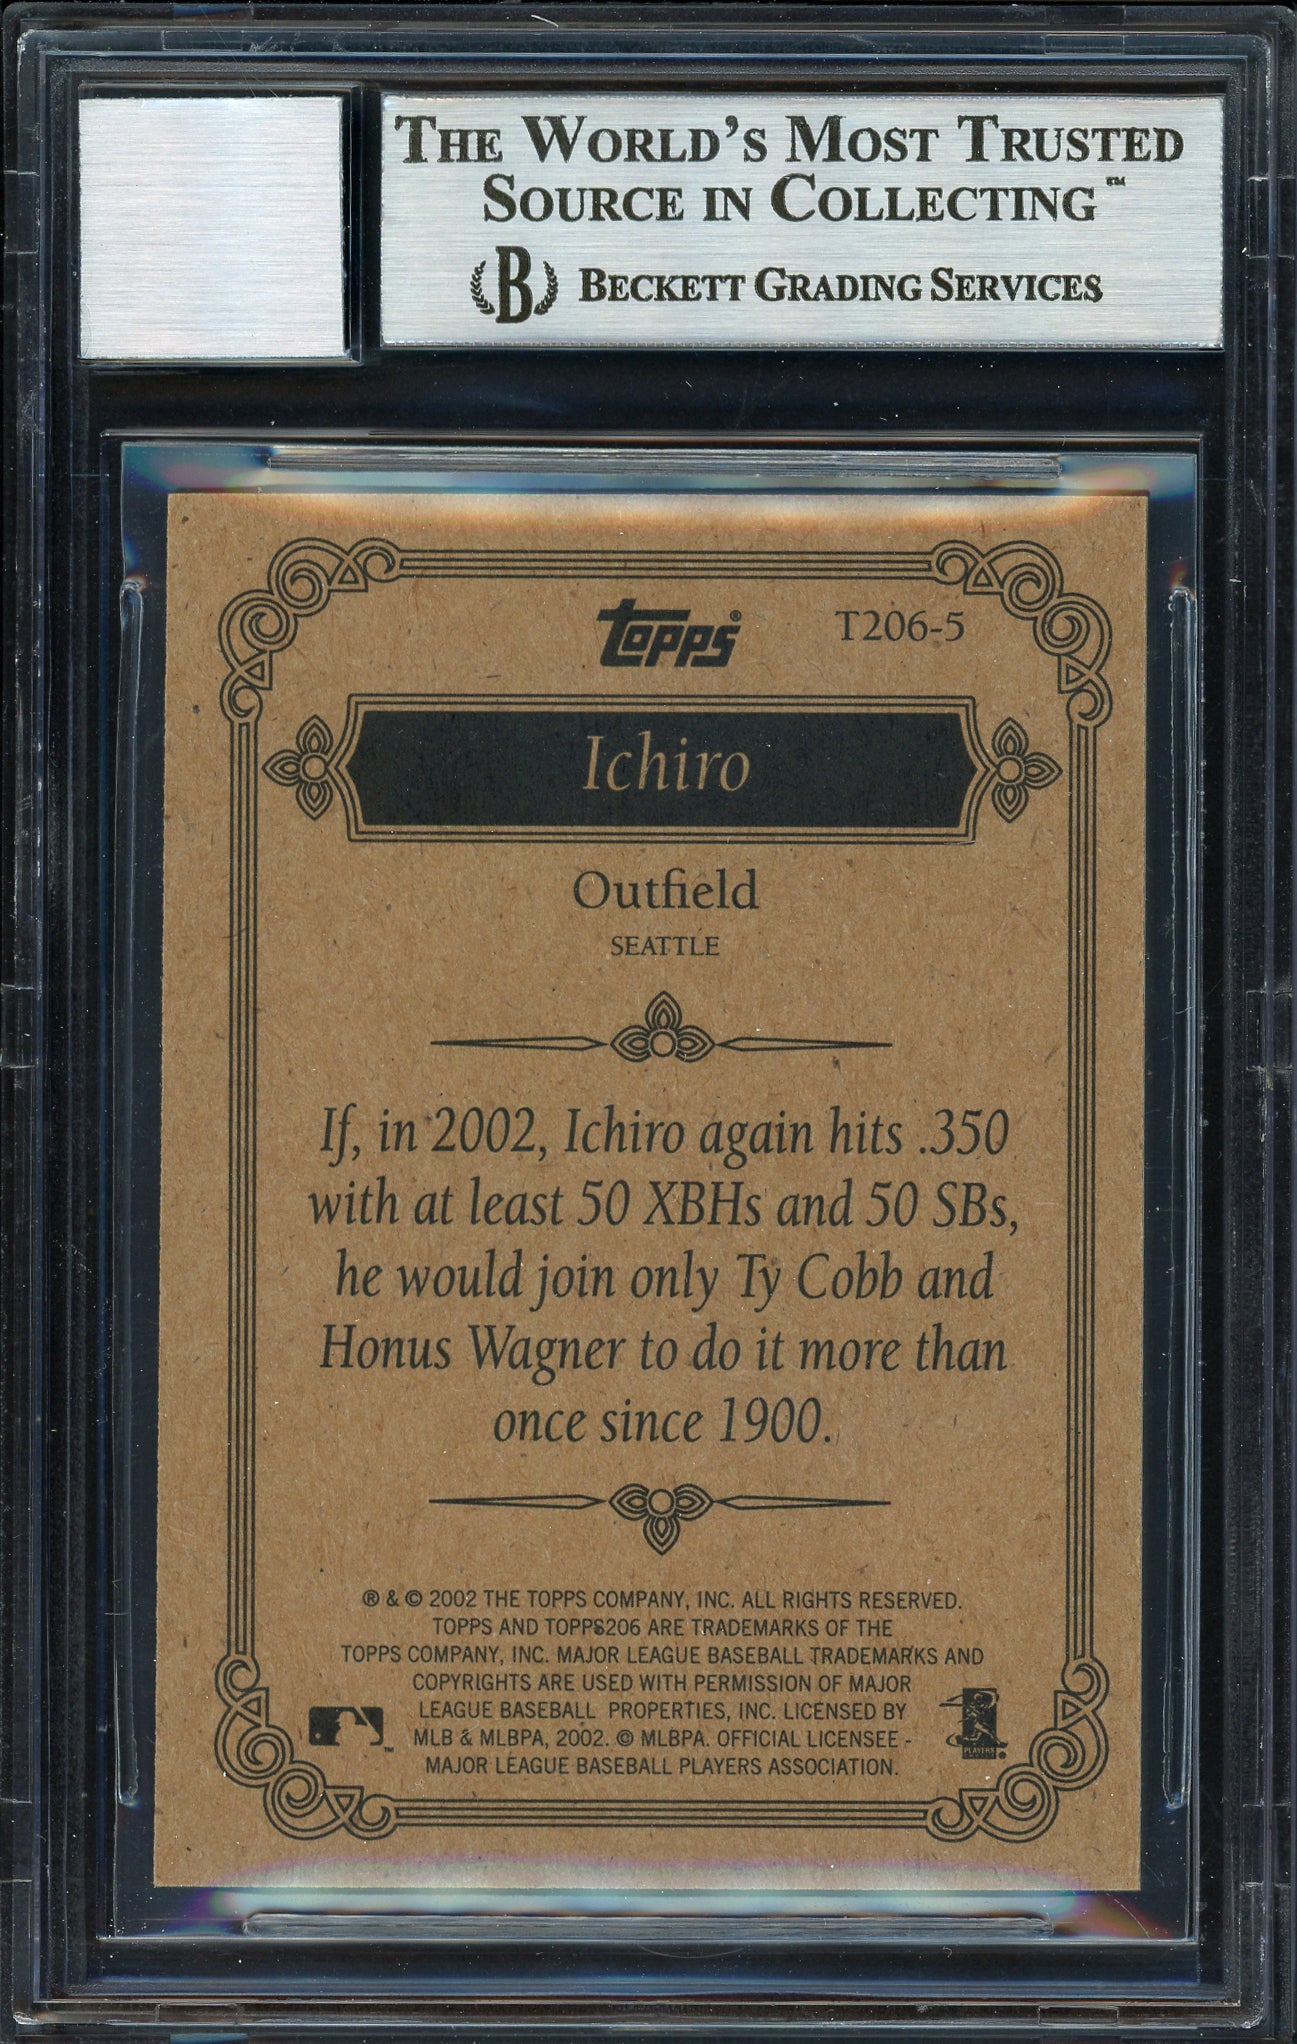 THE WORLD'S MOST TRUSTED
SOURCE IN COLLECTING™
B BECKETT GRADING SERVICES
Topps® T206-5
Ichiro
Outfield
SEATTLE
If, in 2002, Ichiro again hits .350
with at least 50 XBHs and 50 SBs,
he would join only Ty Cobb and
Honus Wagner to do it more than
once since 1900.
® & © 2002 THE TOPPS COMPANY, INC. ALL RIGHTS RESERVED.
TOPPS AND TOPPS206 ARE TRADEMARKS OF THE
TOPPS COMPANY, INC. MAJOR LEAGUE BASEBALL TRADEMARKS AND
COPYRIGHTS ARE USED WITH PERMISSION OF MAJOR
LEAGUE BASEBALL PROPERTIES, INC. LICENSED BY
MLB & MLBPA, 2002. © MLBPA. OFFICIAL LICENSEE -
MAJOR LEAGUE BASEBALL PLAYERS ASSOCIATION.
™
PLAYERS
®